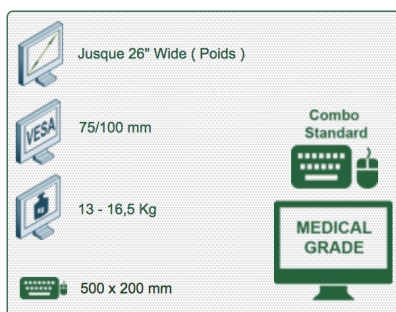 Jusque 26" Wide ( Poids )
VESA
75/100 mm
Combo
Standard
KG
13 - 16,5 Kg
MEDICAL
GRADE
500 x 200 mm